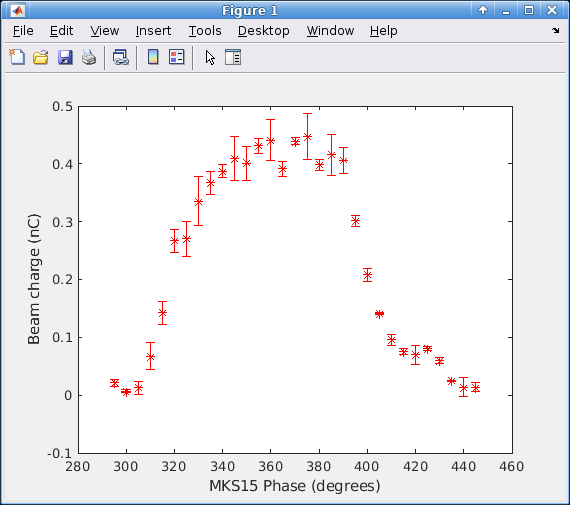 Figure 1
File Edit View Insert Tools Desktop Window Help
0.5
0.4
0.3
0.2
0.1
0
-0.1
Beam charge (nC)
280 300 320 340 360 380 400 420 440 460
MKS15 Phase (degrees)